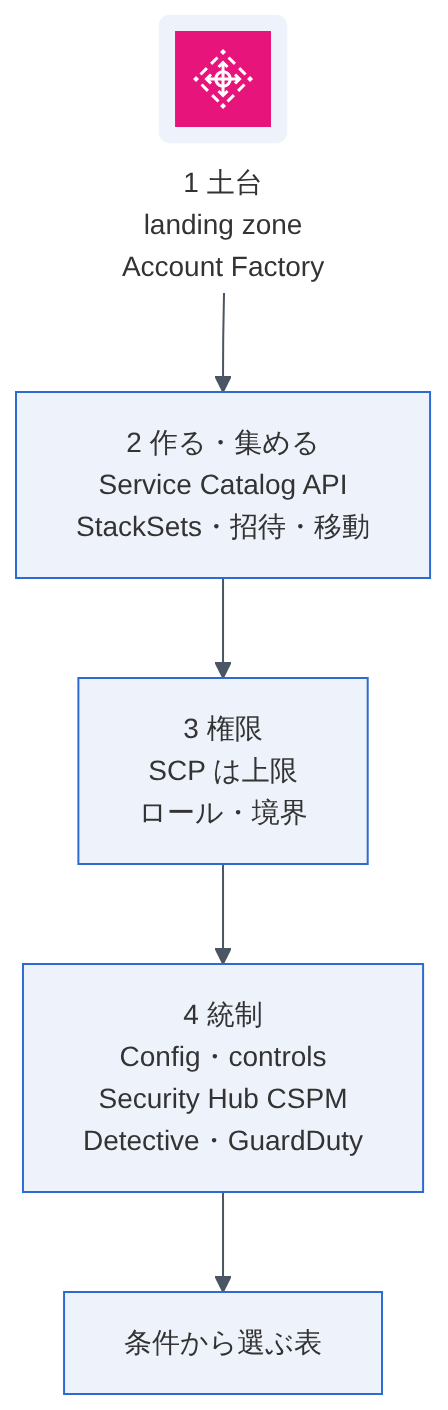 1 土台
landing zone
Account Factory
2 作る・集める
Service Catalog API
StackSets・招待・移動
3 権限
SCP は上限
ロール・境界
4 統制
Config・controls
Security Hub CSPM
Detective・GuardDuty
条件から選ぶ表